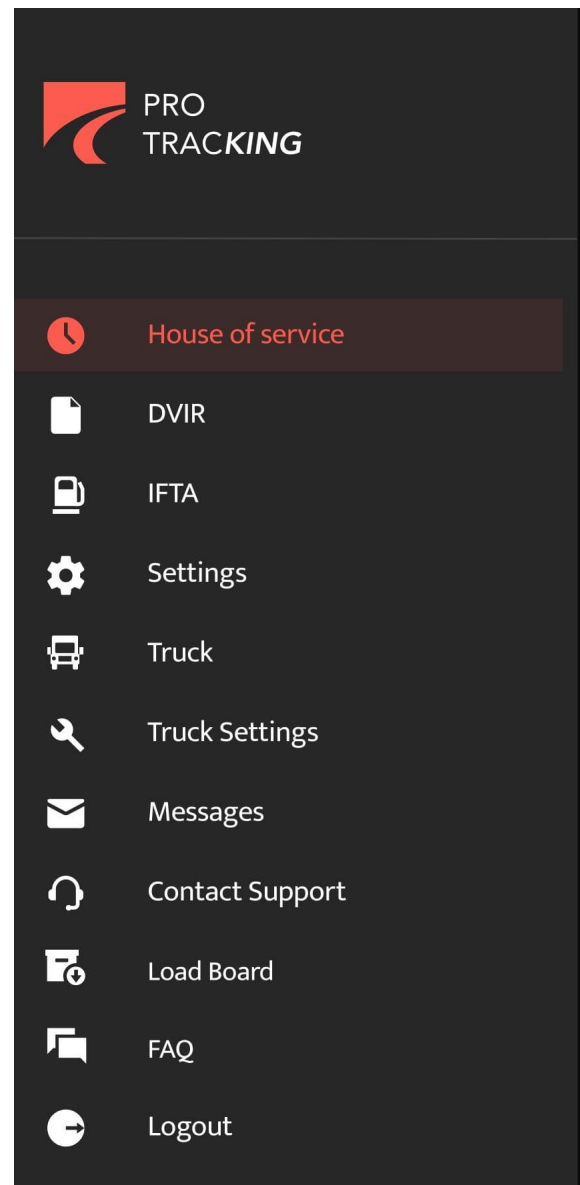 PRO
TRACKING
House of service
DVIR
IFTA
Settings
Truck
Truck Settings
Messages
Contact Support
Load Board
FAQ
Logout